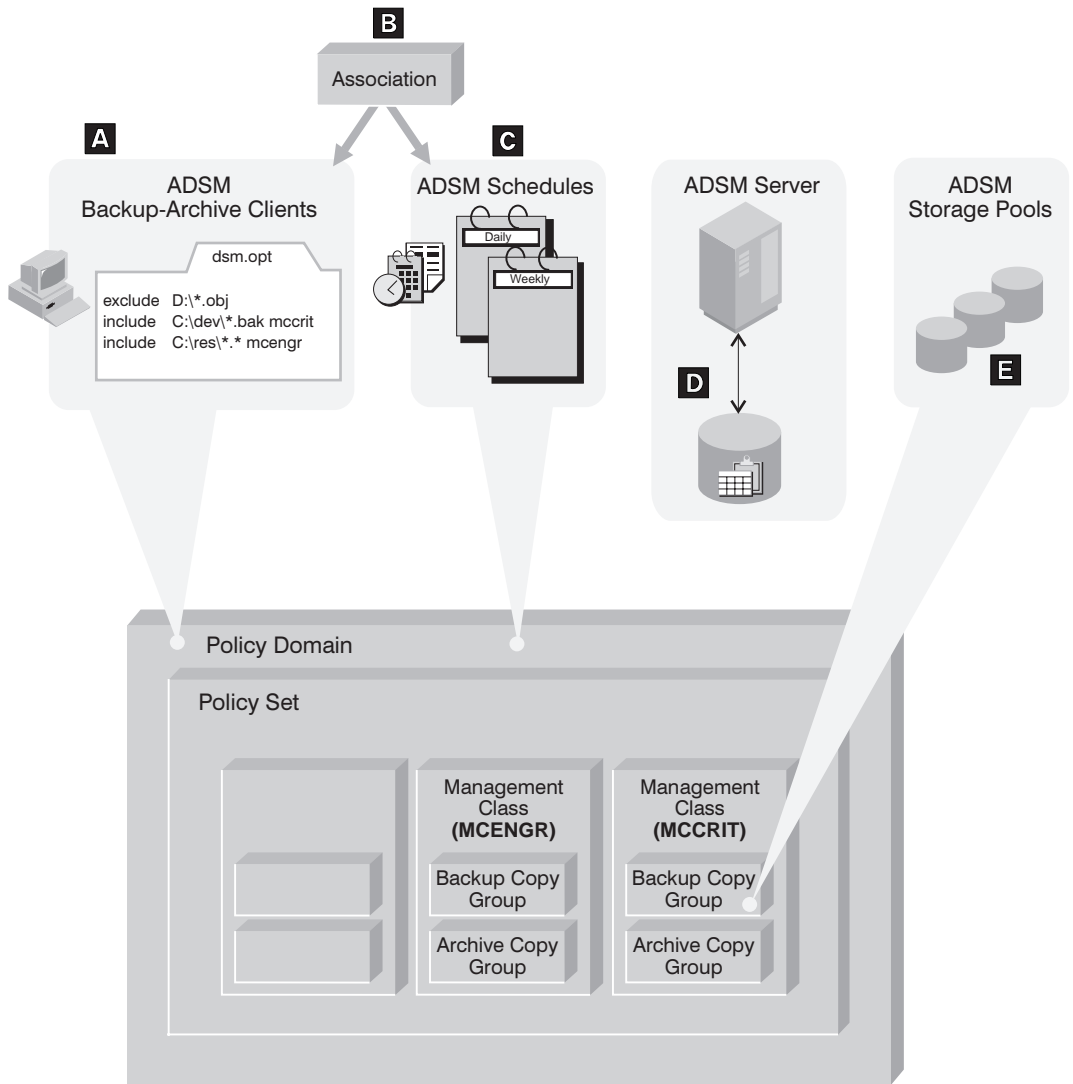 B
Association
A
ADSM
Backup-Archive Clients
dsm.opt
exclude D:\*.obj
include C:\dev\*.bak mccrit
include C:\res\*.* mcengr
C
ADSM Schedules
Daily
Weekly
ADSM Server
D
ADSM
Storage Pools
E
Policy Domain
Policy Set
Management
Class
(MCENGR)
Backup Copy
Group
Archive Copy
Group
Management
Class
(MCCRIT)
Backup Copy
Group
Archive Copy
Group